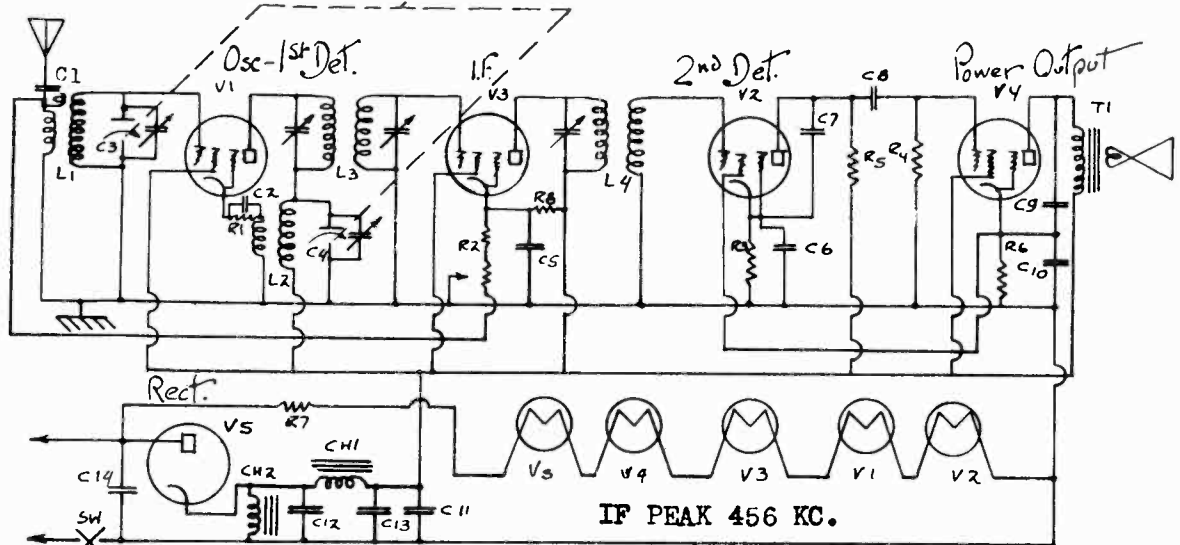 Osc-1st Det.
I.F.
2nd Det.
Power Output
C1
V1
V3
V2
C8
V4
T1
C3
C7
R5
R4
L1
L3
L4
C2
R1
R8
C9
C4
R2
C5
R3
C6
R6
C10
L2
Rect.
V5
R7
CH1
CH2
C14
V5
V4
V3
V1
V2
C12
C13
C11
SW
IF PEAK 456 KC.